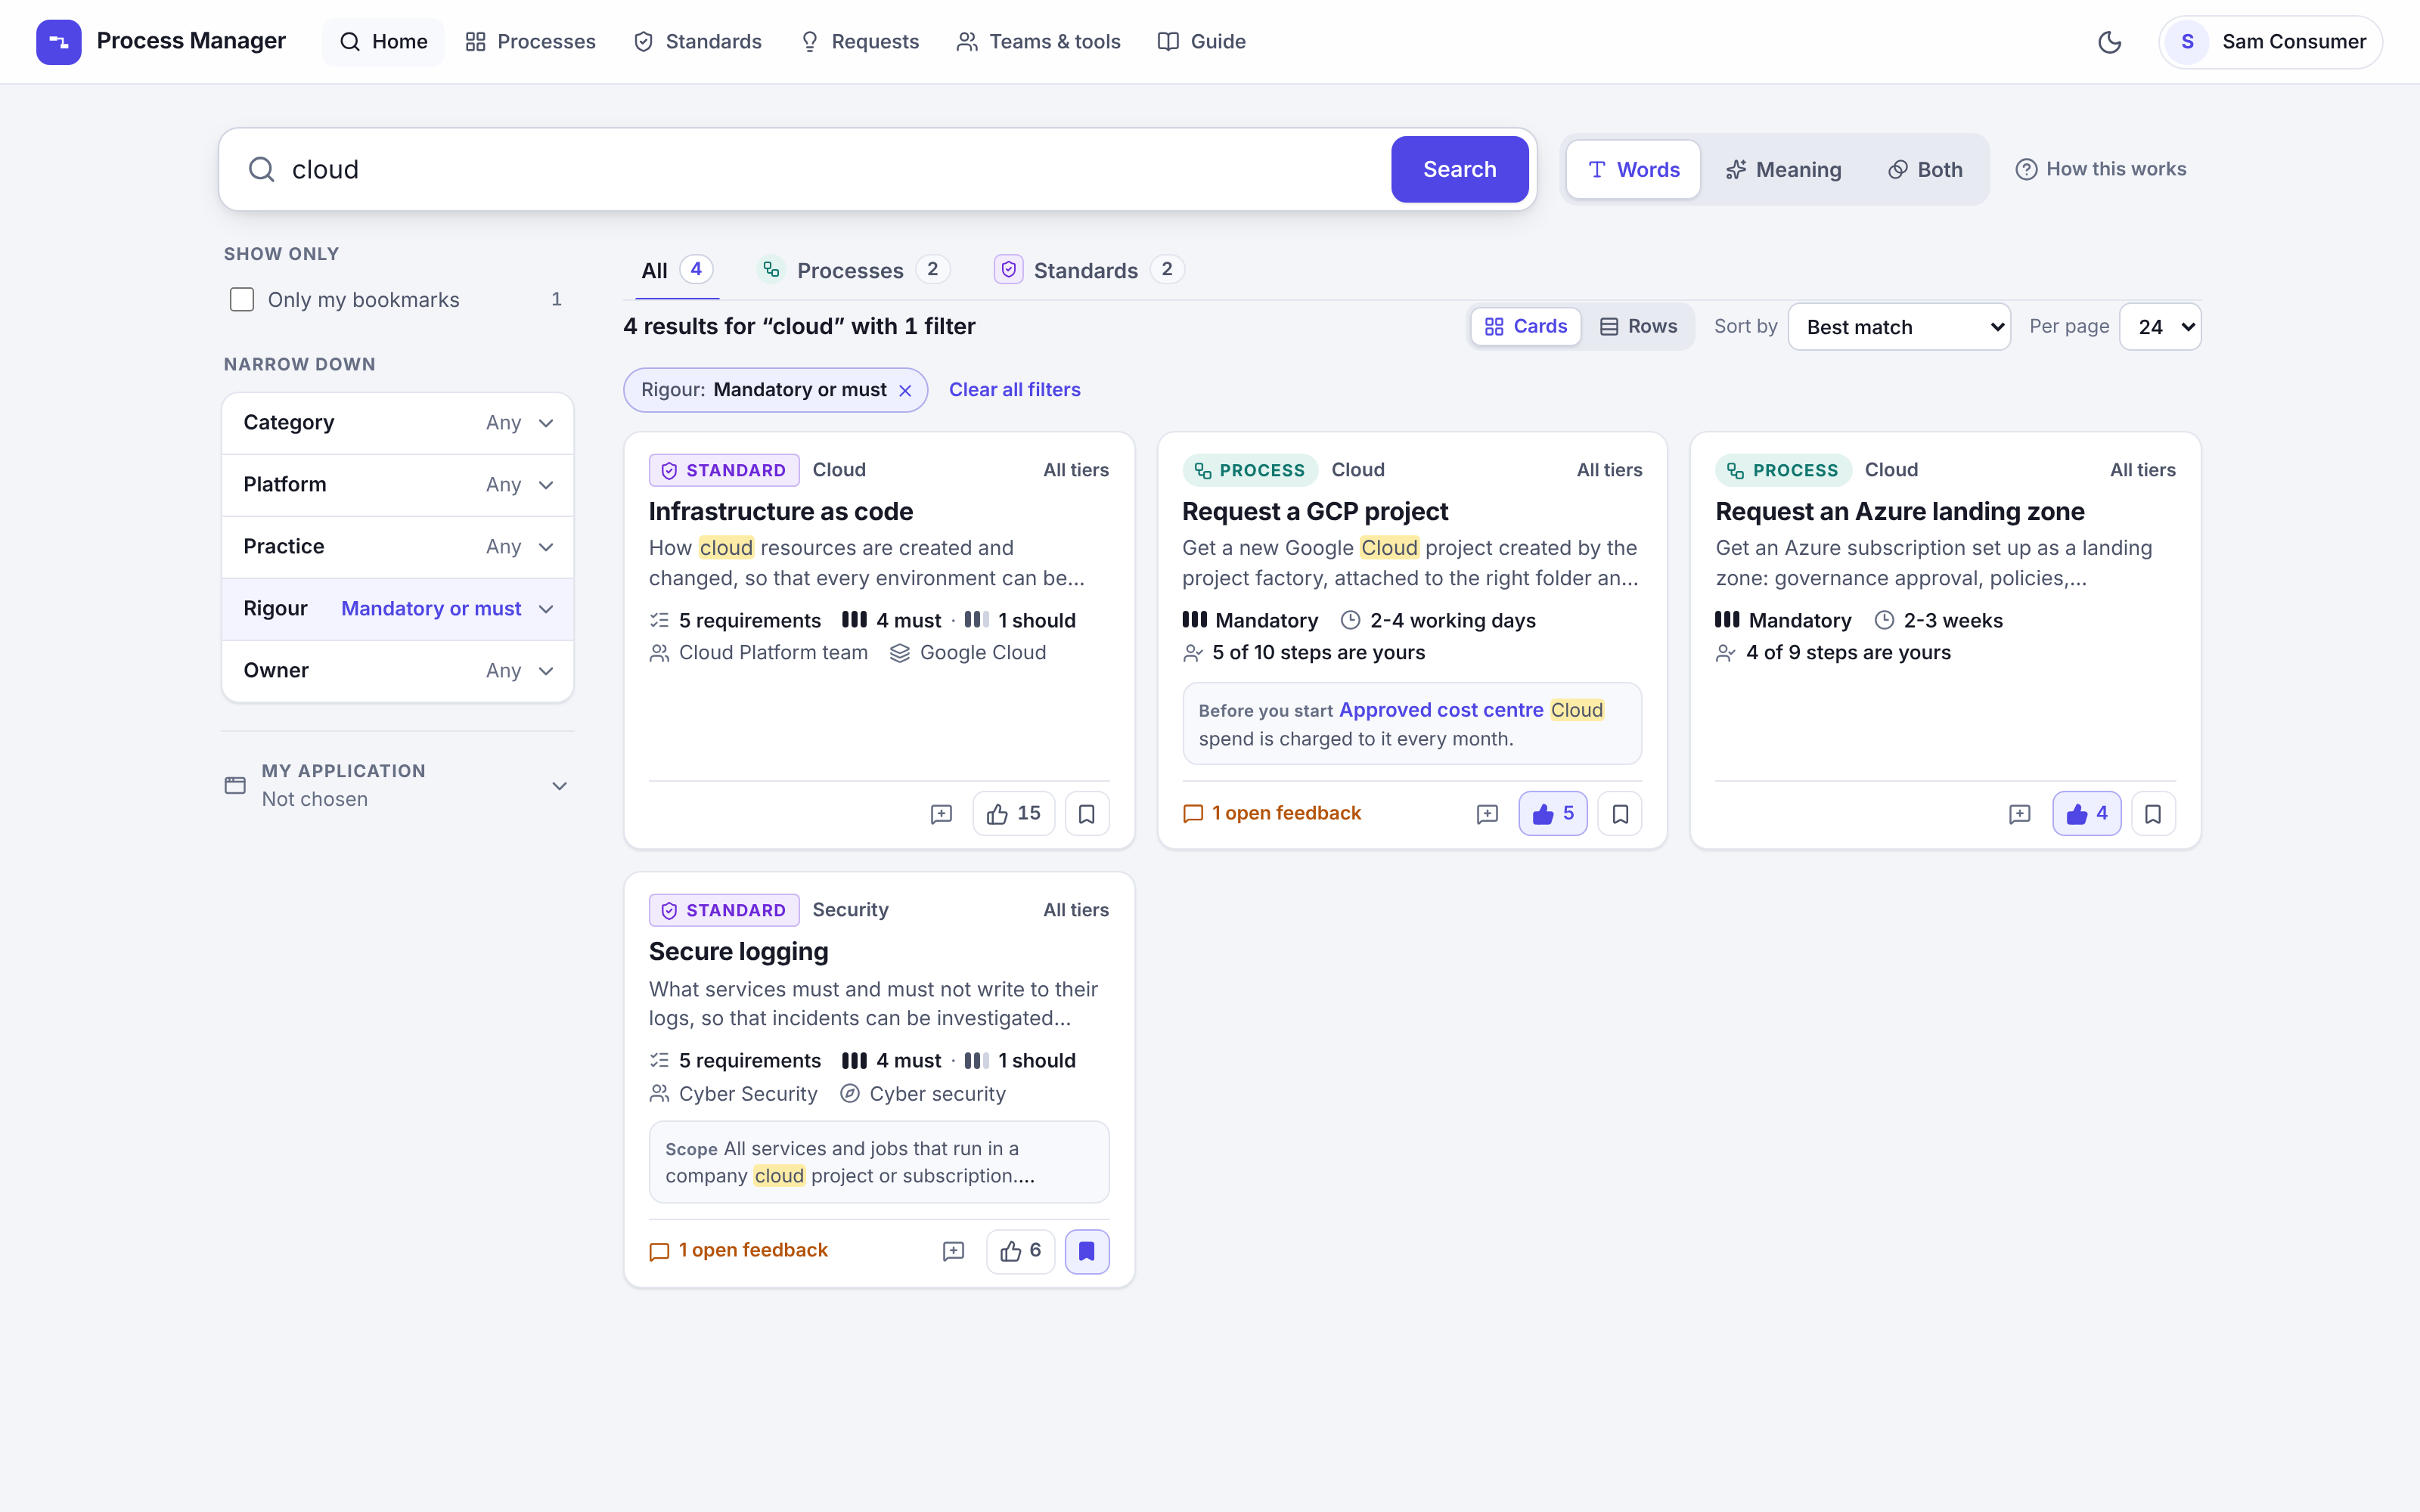 Process Manager
Home
Processes
Standards
Requests
Teams & tools
Guide
S
Sam Consumer
cloud
Search
Words
Meaning
Both
How this works
SHOW ONLY
Only my bookmarks 1
NARROW DOWN
Category Any
Platform Any
Practice Any
Rigour Mandatory or must
Owner Any
MY APPLICATION
Not chosen
All 4
Processes 2
Standards 2
4 results for “cloud” with 1 filter
Cards
Rows
Sort by Best match
Per page 24
Rigour: Mandatory or must
Clear all filters
STANDARD Cloud All tiers
Infrastructure as code
How cloud resources are created and
changed, so that every environment can be...
5 requirements 4 must · 1 should
Cloud Platform team Google Cloud
15
PROCESS Cloud All tiers
Request a GCP project
Get a new Google Cloud project created by the
project factory, attached to the right folder an...
Mandatory 2-4 working days
5 of 10 steps are yours
Before you start Approved cost centre Cloud
spend is charged to it every month.
1 open feedback 5
PROCESS Cloud All tiers
Request an Azure landing zone
Get an Azure subscription set up as a landing
zone: governance approval, policies,...
Mandatory 2-3 weeks
4 of 9 steps are yours
4
STANDARD Security All tiers
Secure logging
What services must and must not write to their
logs, so that incidents can be investigated...
5 requirements 4 must · 1 should
Cyber Security Cyber security
Scope All services and jobs that run in a
company cloud project or subscription....
1 open feedback 6